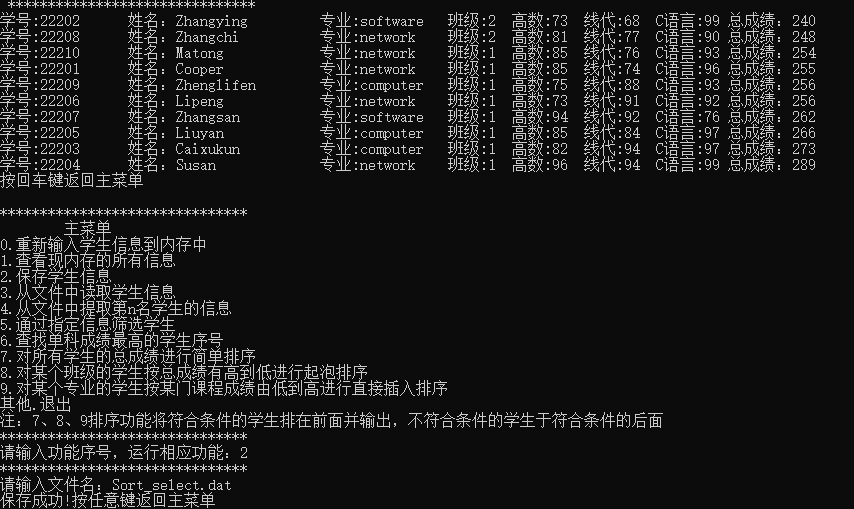 *******************************
学号:22202 姓名：Zhangying 专业:software 班级:2 高数:73 线代:68 C语言:99 总成绩：240
学号:22208 姓名：Zhangchi 专业:network 班级:2 高数:81 线代:77 C语言:90 总成绩：248
学号:22210 姓名：Matong 专业:network 班级:1 高数:85 线代:76 C语言:93 总成绩：254
学号:22201 姓名：Cooper 专业:network 班级:1 高数:85 线代:74 C语言:96 总成绩：255
学号:22209 姓名：Zhenglifen 专业:computer 班级:1 高数:75 线代:88 C语言:93 总成绩：256
学号:22206 姓名：Lipeng 专业:network 班级:1 高数:73 线代:91 C语言:92 总成绩：256
学号:22207 姓名：Zhangsan 专业:software 班级:1 高数:94 线代:92 C语言:76 总成绩：262
学号:22205 姓名：Liuyan 专业:computer 班级:1 高数:85 线代:84 C语言:97 总成绩：266
学号:22203 姓名：Caixukun 专业:computer 班级:1 高数:82 线代:94 C语言:97 总成绩：273
学号:22204 姓名：Susan 专业:network 班级:1 高数:96 线代:94 C语言:99 总成绩：289
按回车键返回主菜单
*******************************
主菜单
0.重新输入学生信息到内存中
1.查看现内存的所有信息
2.保存学生信息
3.从文件中读取学生信息
4.从文件中提取第n名学生的信息
5.通过指定信息筛选学生
6.查找单科成绩最高的学生序号
7.对所有学生的总成绩进行简单排序
8.对某个班级的学生按总成绩有高到低进行起泡排序
9.对某个专业的学生按某门课程成绩由低到高进行直接插入排序
其他.退出
注：7、8、9排序功能将符合条件的学生排在前面并输出，不符合条件的学生于符合条件的后面
*******************************
请输入功能序号，运行相应功能：2
*******************************
请输入文件名：Sort_select.dat
保存成功!按任意键返回主菜单